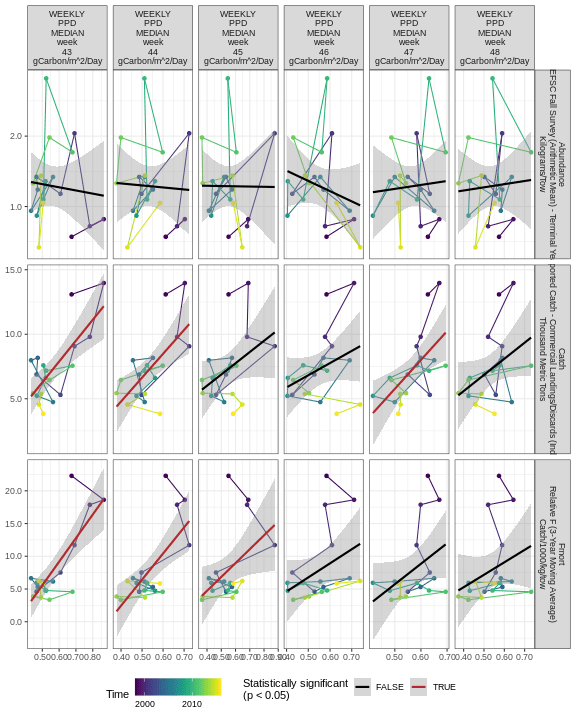 WEEKLY
PPD
MEDIAN
week
43
gCarbon/m^2/Day
WEEKLY
PPD
MEDIAN
week
44
gCarbon/m^2/Day
WEEKLY
PPD
MEDIAN
week
45
gCarbon/m^2/Day
WEEKLY
PPD
MEDIAN
week
46
gCarbon/m^2/Day
WEEKLY
PPD
MEDIAN
week
47
gCarbon/m^2/Day
WEEKLY
PPD
MEDIAN
week
48
gCarbon/m^2/Day
2.0
1.0
Abundance
EFSC Fall Survey (Arithmetic Mean) - Terminal Ye
Kilograms/tow
15.0
10.0
5.0
Catch
ported Catch - Commercial Landings/Discards (Ind
Thousand Metric Tons
20.0
15.0
10.0
5.0
0.0
Fmort
Relative F (3-Year Moving Average)
Catch/1000/kg/tow
0.50 0.60 0.70 0.80
0.40 0.50 0.60 0.70
0.40 0.50 0.60 0.70 0.80
0.40 0.50 0.60 0.70
0.50 0.60 0.70
0.40 0.50 0.60 0.70
Time
2000 2010
Statistically significant
(p < 0.05)
FALSE
TRUE